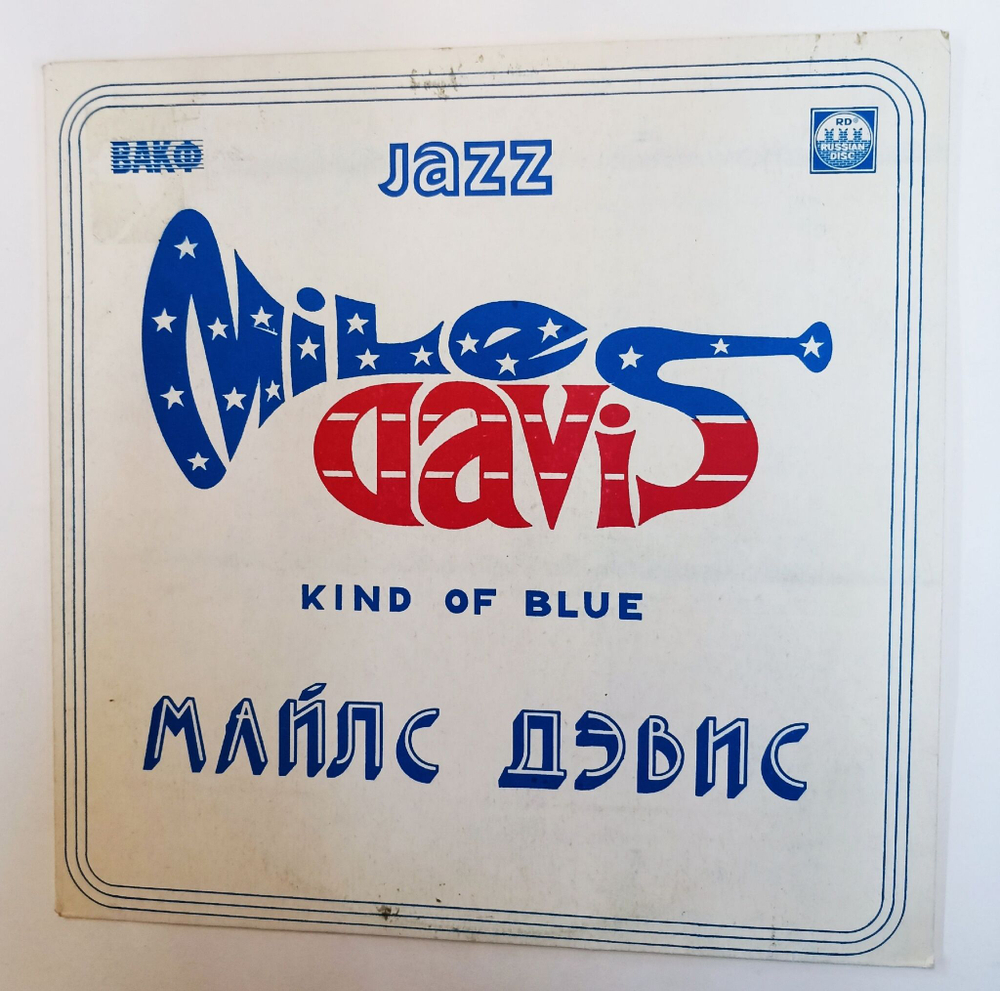 ВАКФ
Jazz
RD®
RUSSIAN
DISC
MiLes
daviS
KIND OF BLUE
МАЙЛС ДЭВИС